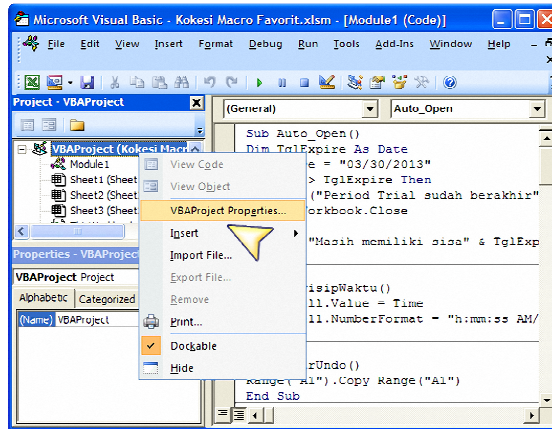 Microsoft Visual Basic - Kokesi Macro Favorit.xlsm - [Module1 (Code)]
File Edit View Insert Format Debug Run Tools Add-Ins Window Help
Project - VBAProject
(General) Auto_Open
VBAProject (Kokesi Macr
Module1
Sheet1 (Sheet
Sheet2 (Sheet
Sheet3 (Sheet
Properties - VBAProject
VBAProject Project
Alphabetic Categorized
(Name) VBAProject
View Code
View Object
VBAProject Properties...
Insert
Import File...
Export File...
Remove
Print...
Dockable
Hide
Sub Auto_Open()
Dim TglExpire As Date
e = "03/30/2013"
> TglExpire Then
("Period Trial sudah berakhir"
orkbook.Close
"Masih memiliki sisa" & TglExp
isipWaktu()
ll.Value = Time
ll.NumberFormat = "h:mm:ss AM/
rUndo()
Range("A1").Copy Range("A1")
End Sub